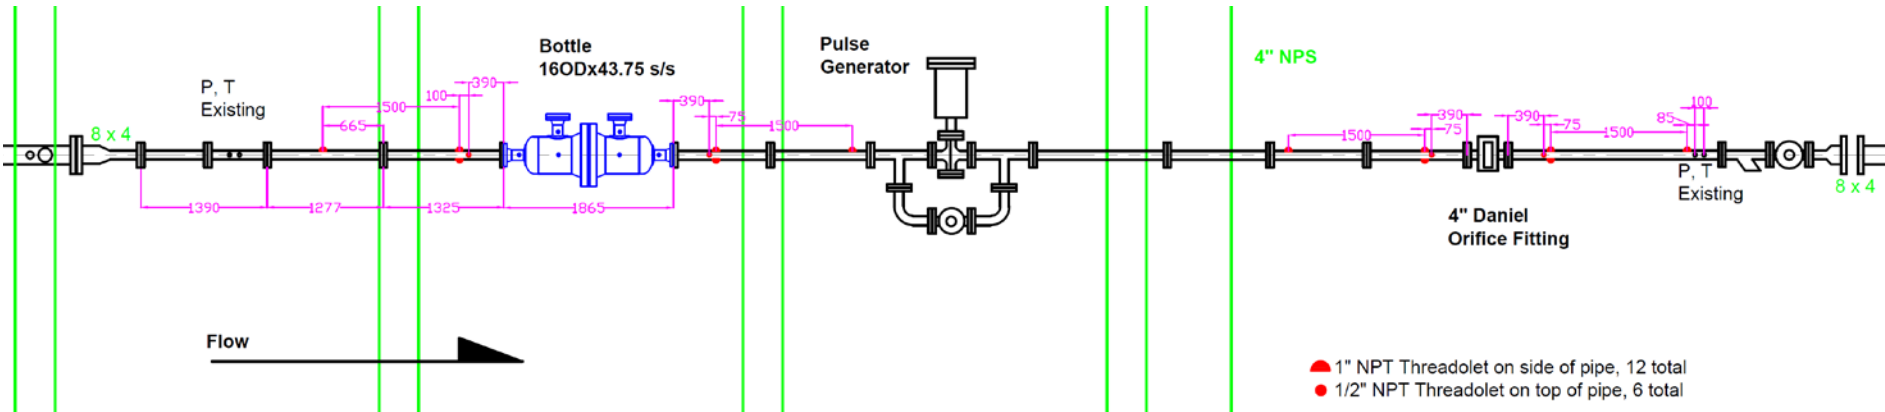 Bottle
16ODx43.75 s/s
Pulse
Generator
4" NPS
P, T
Existing
8 x 4
390
100
1500
665
390
75
1500
390
1500
75
390
75
1500
85
100
P, T
Existing
8 x 4
1390
1277
1325
1865
4" Daniel
Orifice Fitting
Flow
1" NPT Threadolet on side of pipe, 12 total
1/2" NPT Threadolet on top of pipe, 6 total